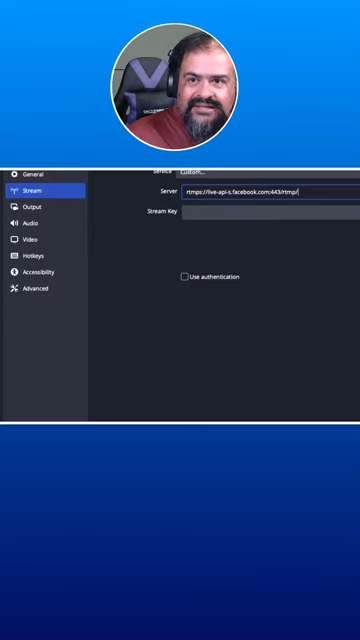 Service Custom...
General
Stream
Server rtmps://live-api-s.facebook.com:443/rtmp/
Output
Stream Key
Audio
Video
Hotkeys
Accessibility
Use authentication
Advanced